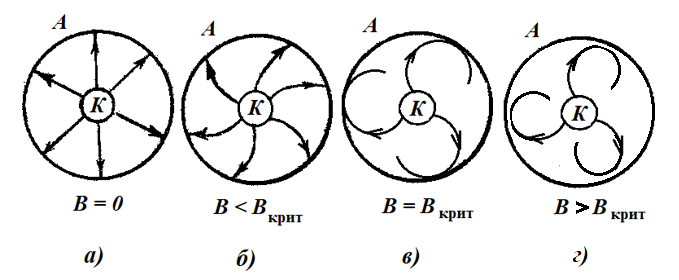 А А А А
К К К К
B = 0 B < Bкрит B = Bкрит B > Bкрит
а) б) в) г)